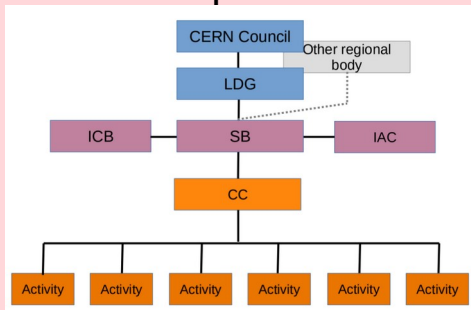 CERN Council
Other regional
body
LDG
ICB
SB
IAC
CC
Activity
Activity
Activity
Activity
Activity
Activity